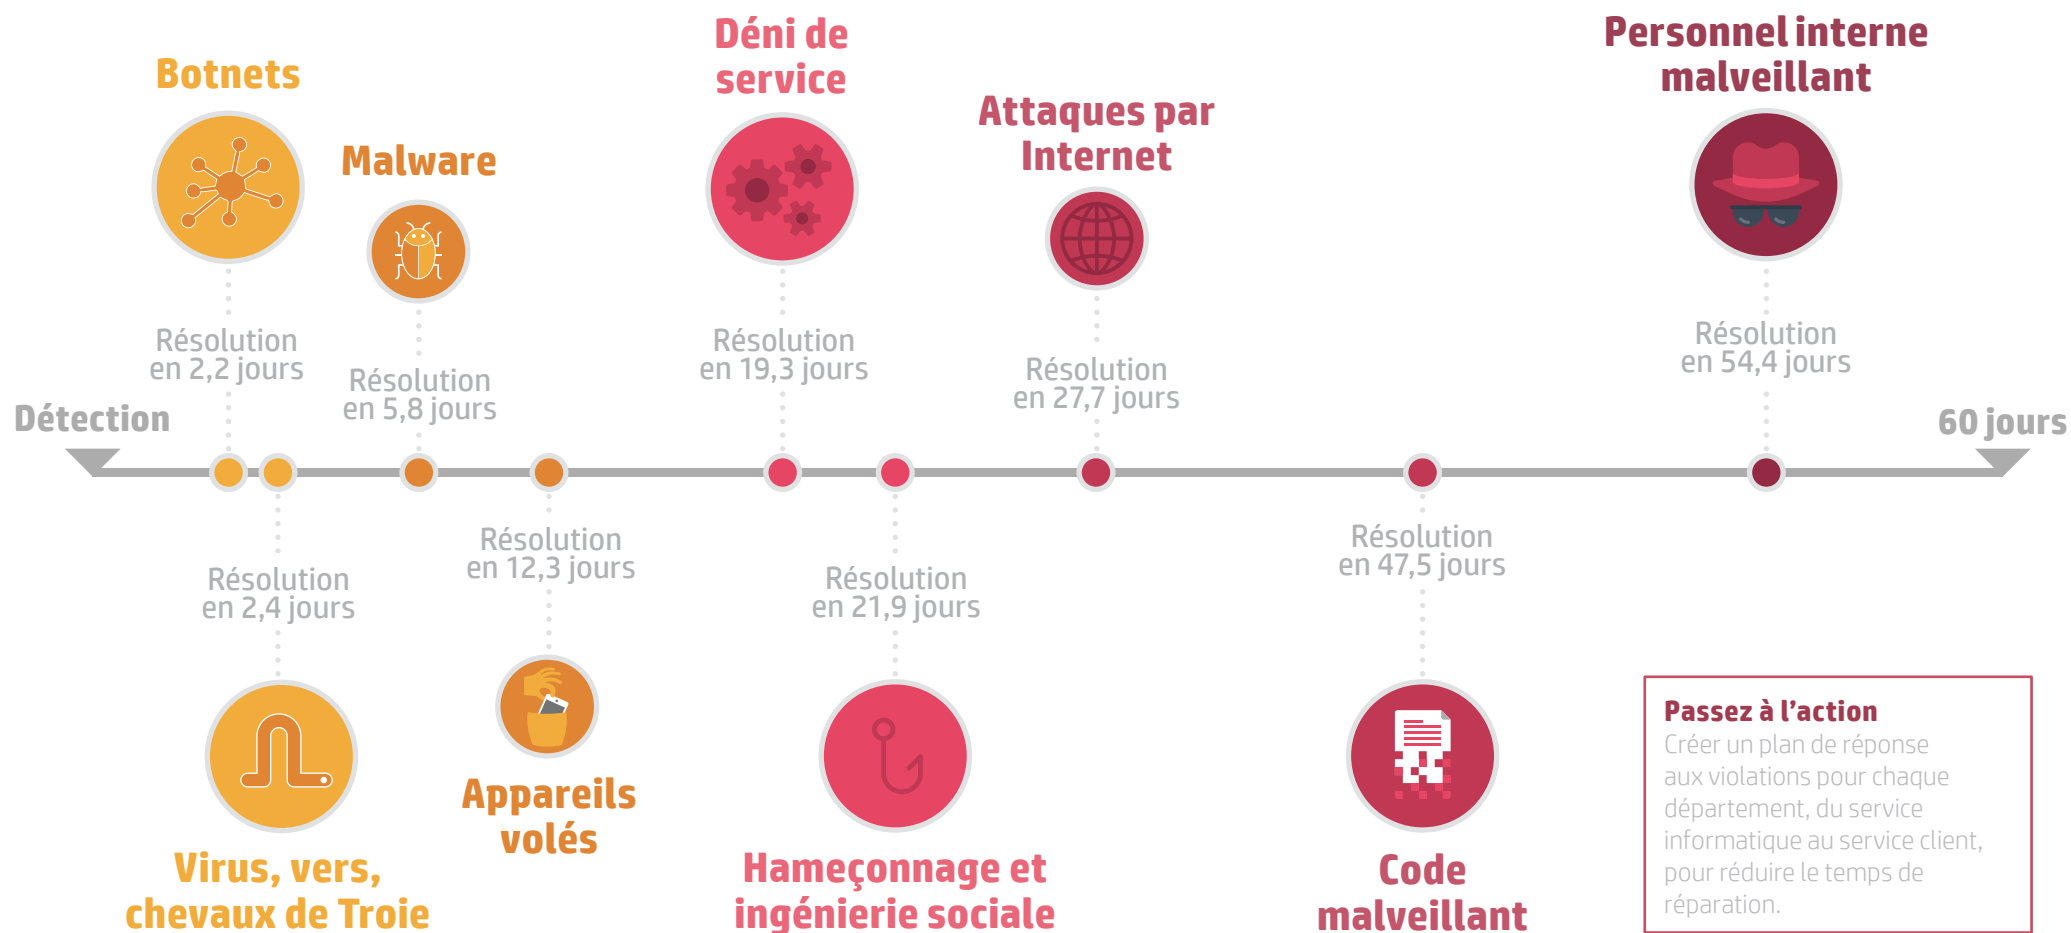 Botnets
Résolution
en 2,2 jours
Malware
Résolution
en 5,8 jours
Déni de
service
Résolution
en 19,3 jours
Attaques par
Internet
Résolution
en 27,7 jours
Personnel interne
malveillant
Résolution
en 54,4 jours
Détection
60 jours
Résolution
en 2,4 jours
Virus, vers,
chevaux de Troie
Résolution
en 12,3 jours
Appareils
volés
Résolution
en 21,9 jours
Hameçonnage et
ingénierie sociale
Résolution
en 47,5 jours
Code
malveillant
Passez à l’action
Créer un plan de réponse
aux violations pour chaque
département, du service
informatique au service client,
pour réduire le temps de
réparation.